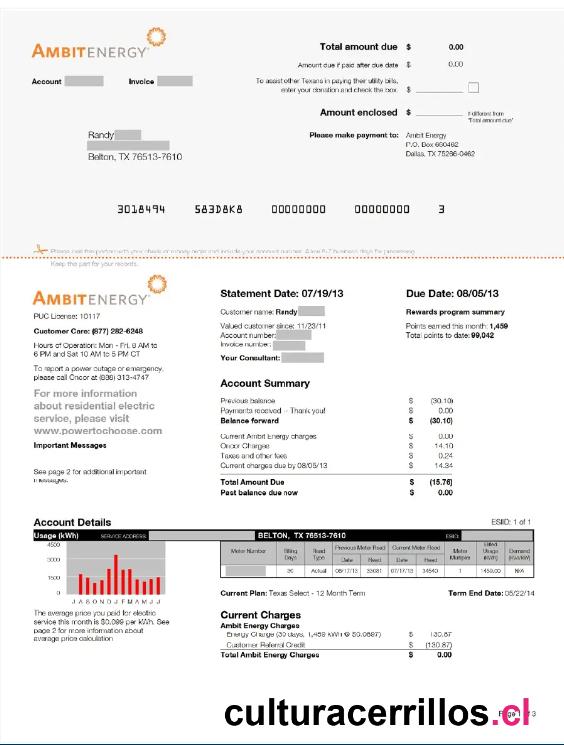 AMBITENERGY
Total amount due $ 0.00
Amount due if paid after due date $ 0.00
Account Invoice
To assist other Texans in paying their utility bills,
enter your donation and check the box. $
Amount enclosed $ If different from
"Total amount due"
Randy
Belton, TX 76513-7610
Please make payment to: Ambit Energy
P.O. Box 660462
Dallas, TX 75266-0462
3018494 583D8K8 00000000 00000000 3
Please mail this portion with your check or money order and include your account number. Allow 5-7 business days for processing.
Keep this part for your records.
AMBITENERGY
PUC License: 10117
Customer Care: (877) 282-6248
Hours of Operation: Mon - Fri, 8 AM to
6 PM and Sat 10 AM to 5 PM CT
To report a power outage or emergency,
please call Oncor at (888) 313-4747
For more information
about residential electric
service, please visit
www.powertochoose.com
Important Messages
See page 2 for additional important
messages.
Statement Date: 07/19/13
Customer name: Randy
Valued customer since: 11/23/11
Account number:
Invoice number:
Your Consultant:
Due Date: 08/05/13
Rewards program summary
Points earned this month: 1,459
Total points to date: 99,042
Account Summary
Previous balance $ (30.10)
Payments received -- Thank you! $ 0.00
Balance forward $ (30.10)
Current Ambit Energy charges $ 0.00
Oncor Charges $ 14.10
Taxes and other fees $ 0.24
Current charges due by 08/05/13 $ 14.34
Total Amount Due $ (15.76)
Past balance due now $ 0.00
Account Details
ESIID: 1 of 1
Usage (kWh) SERVICE ADDRESS: BELTON, TX 76513-7610 ESIID:
4500
3000
1500
0
J A S O N D J F M A M J J
The average price you paid for electric
service this month is $0.099 per kWh. See
page 2 for more information about
average price calculation
Meter Number Billing Days Read Type Previous Meter Read Current Meter Read Meter Multiplier Billed Usage (kWh) Demand (kW/kW)
Date Read Date Read
30 Actual 06/17/13 33081 07/17/13 34540 1 1459.00 N/A
Current Plan: Texas Select - 12 Month Term
Term End Date: 05/22/14
Current Charges
Ambit Energy Charges
Energy Charge (30 days, 1,459 kWh @ $0.0897) $ 130.87
Customer Referral Credit $ (130.87)
Total Ambit Energy Charges $ 0.00
Page 1 of 3
culturacerrillos.cl